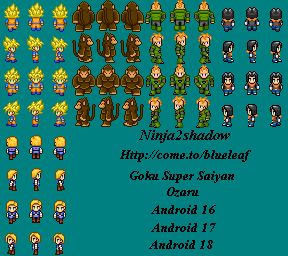 Ninja2shadow
Http://come.to/blueleaf
Goku Super Saiyan
Ozaru
Android 16
Android 17
Android 18